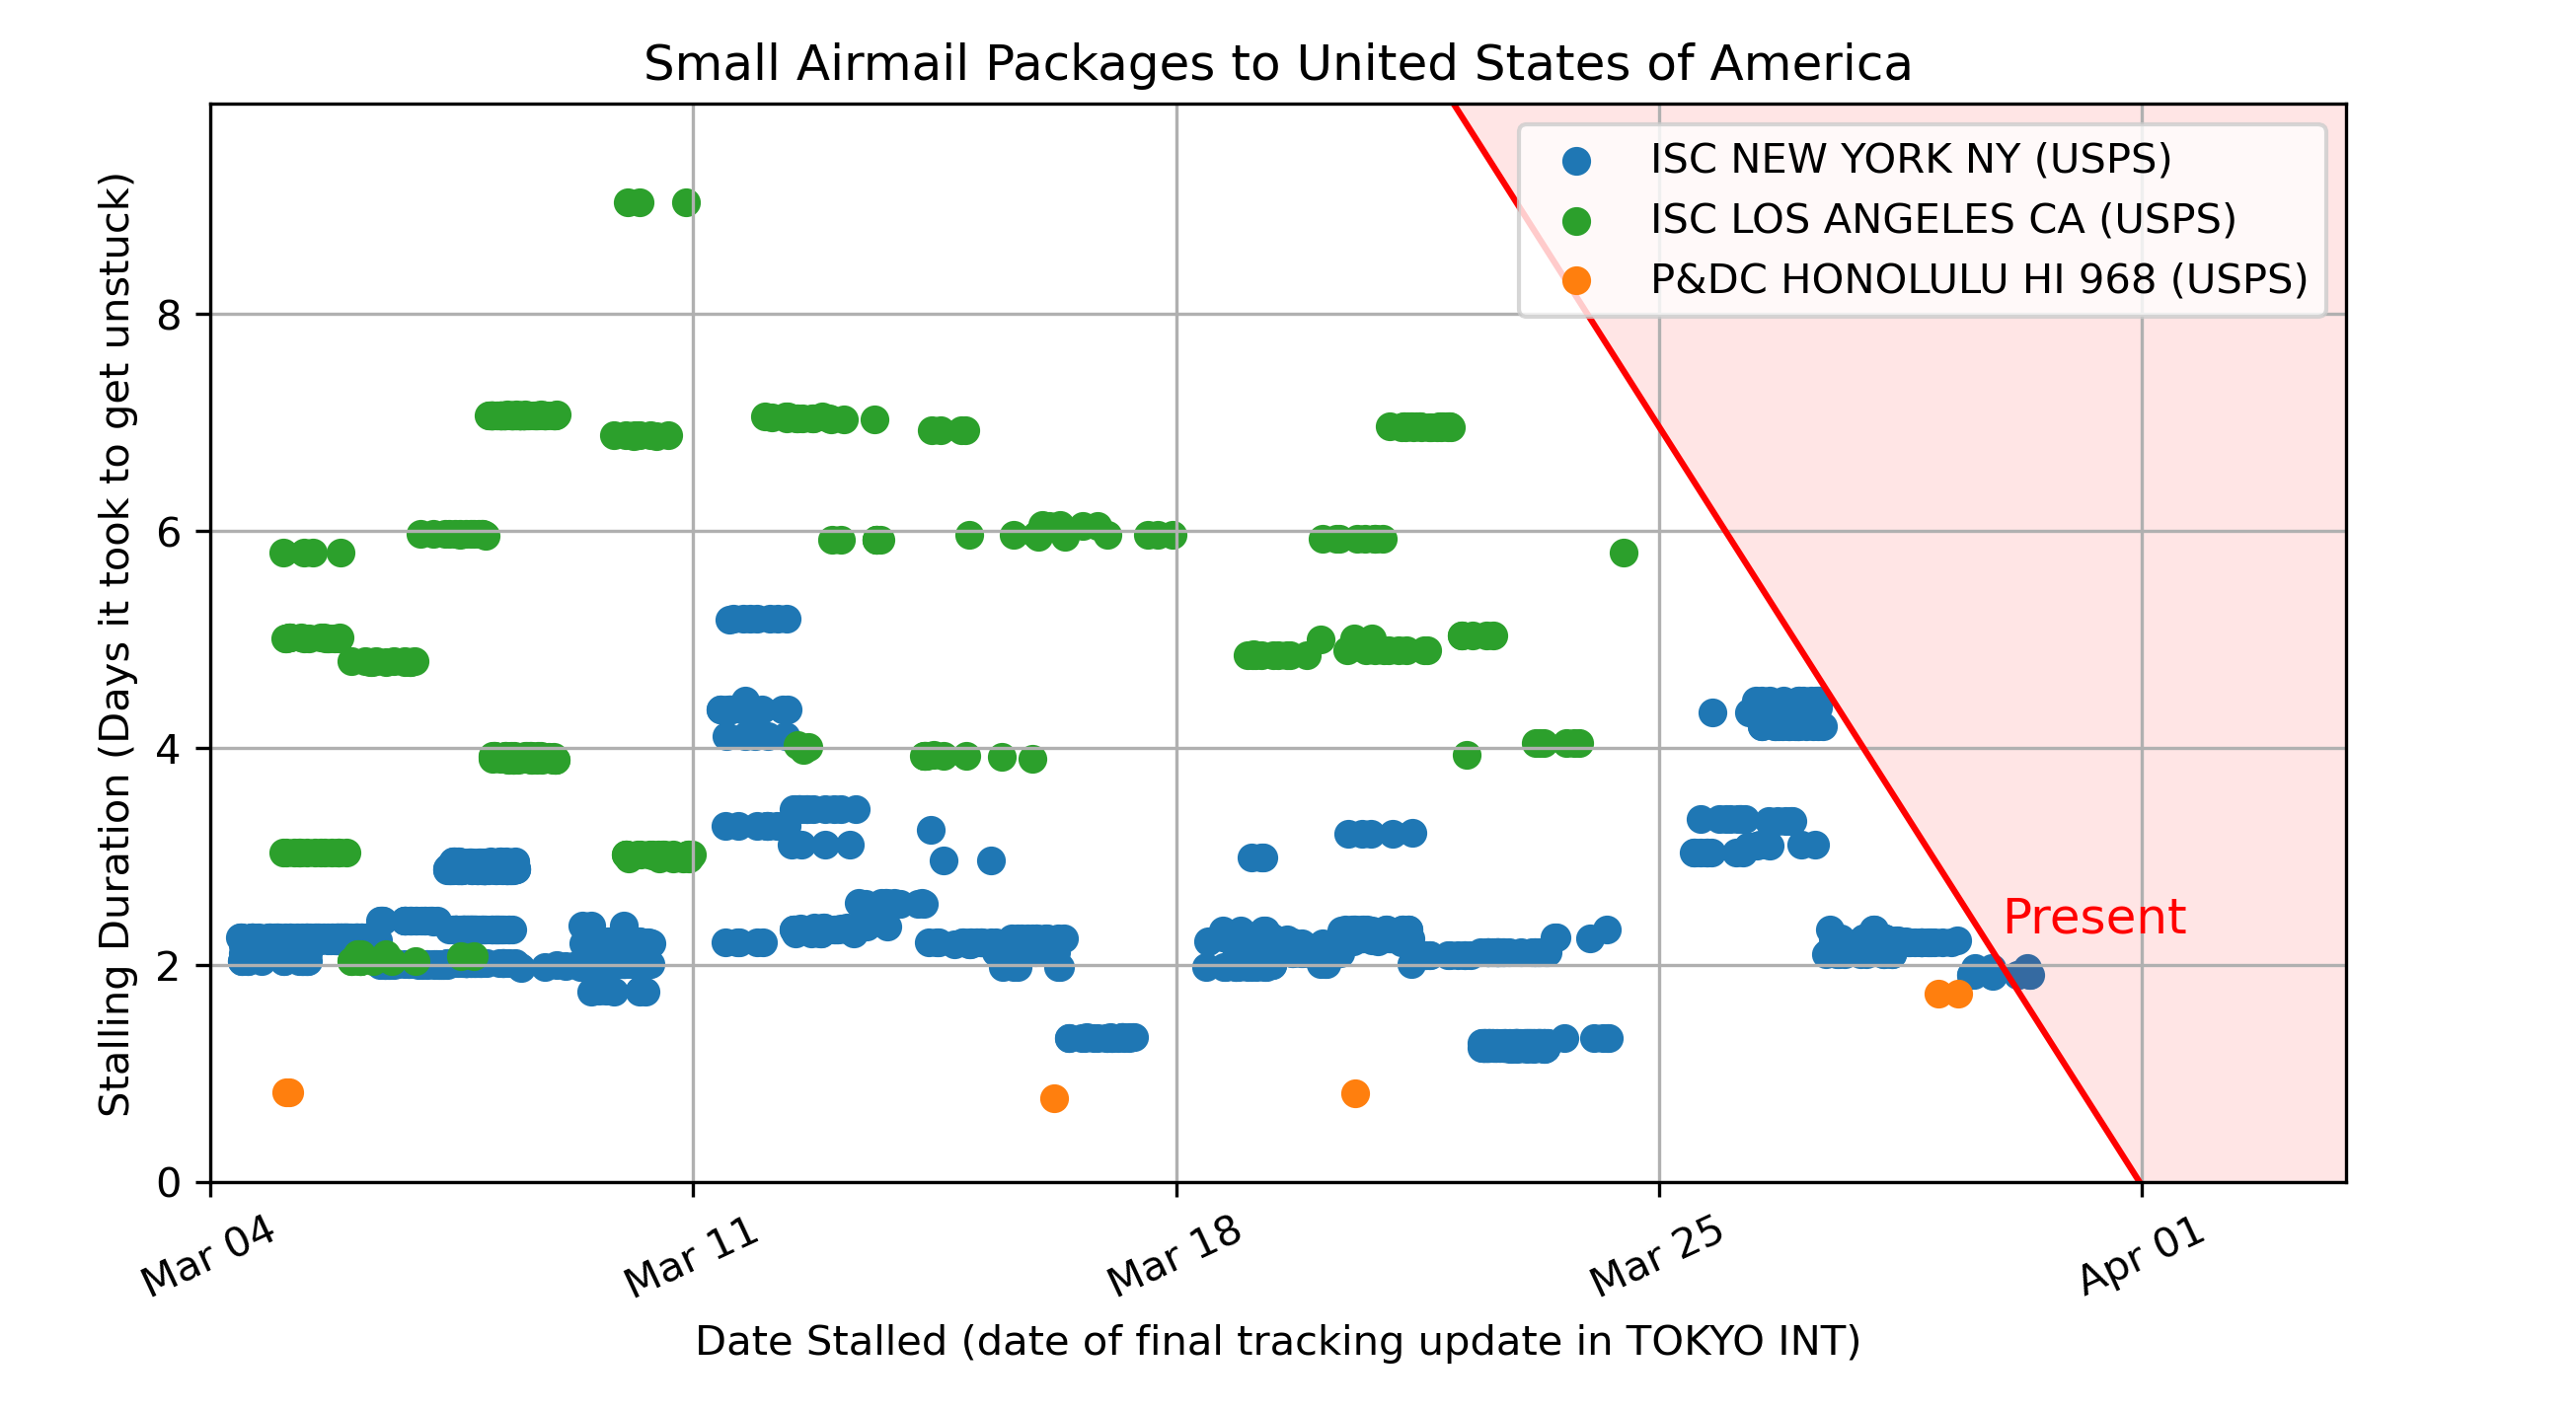 Small Airmail Packages to United States of America
Stalling Duration (Days it took to get unstuck)
8
6
4
2
0
ISC NEW YORK NY (USPS)
ISC LOS ANGELES CA (USPS)
P&DC HONOLULU HI 968 (USPS)
Present
Mar 04
Mar 11
Mar 18
Mar 25
Apr 01
Date Stalled (date of final tracking update in TOKYO INT)